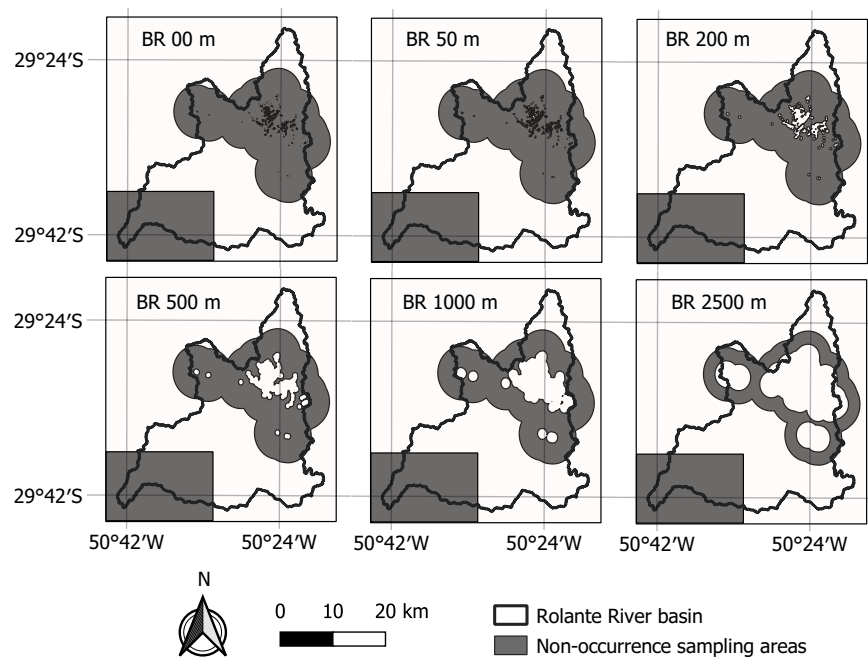 BR 00 m
BR 50 m
BR 200 m
29°24′S
29°42′S
BR 500 m
BR 1000 m
BR 2500 m
29°24′S
29°42′S
50°42′W
50°24′W
50°42′W
50°24′W
50°42′W
50°24′W
N
0 10 20 km
Rolante River basin
Non-occurrence sampling areas